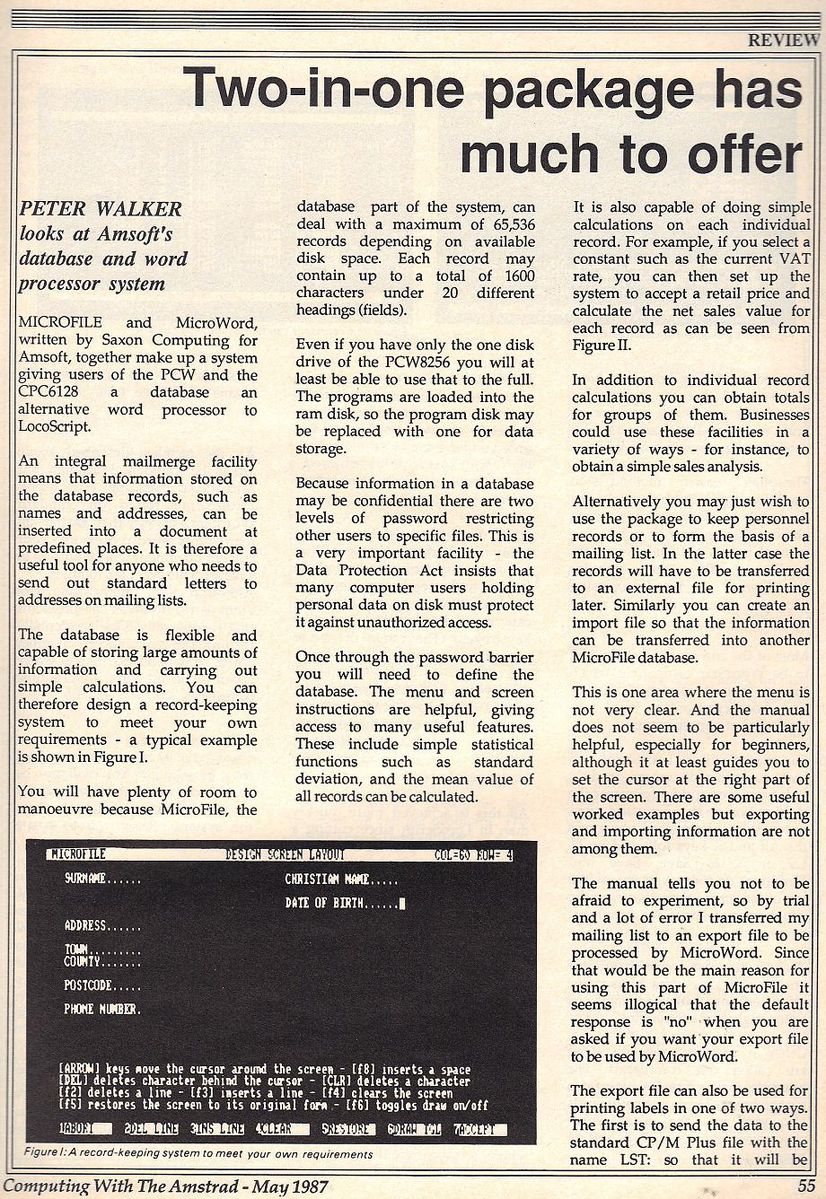 REVIEW
Two-in-one package has
much to offer
PETER WALKER
looks at Amsoft's
database and word
processor system
MICROFILE and MicroWord,
written by Saxon Computing for
Amsoft, together make up a system
giving users of the PCW and the
CPC6128 a database an
alternative word processor to
LocoScript.
An integral mailmerge facility
means that information stored on
the database records, such as
names and addresses, can be
inserted into a document at
predefined places. It is therefore a
useful tool for anyone who needs to
send out standard letters to
addresses on mailing lists.
The database is flexible and
capable of storing large amounts of
information and carrying out
simple calculations. You can
therefore design a record-keeping
system to meet your own
requirements - a typical example
is shown in Figure I.
You will have plenty of room to
manoeuvre because MicroFile, the
database part of the system, can
deal with a maximum of 65,536
records depending on available
disk space. Each record may
contain up to a total of 1600
characters under 20 different
headings (fields).
Even if you have only the one disk
drive of the PCW8256 you will at
least be able to use that to the full.
The programs are loaded into the
ram disk, so the program disk may
be replaced with one for data
storage.
Because information in a database
may be confidential there are two
levels of password restricting
other users to specific files. This is
a very important facility - the
Data Protection Act insists that
many computer users holding
personal data on disk must protect
it against unauthorized access.
Once through the password barrier
you will need to define the
database. The menu and screen
instructions are helpful, giving
access to many useful features.
These include simple statistical
functions such as standard
deviation, and the mean value of
all records can be calculated.
It is also capable of doing simple
calculations on each individual
record. For example, if you select a
constant such as the current VAT
rate, you can then set up the
system to accept a retail price and
calculate the net sales value for
each record as can be seen from
Figure II.
In addition to individual record
calculations you can obtain totals
for groups of them. Businesses
could use these facilities in a
variety of ways - for instance, to
obtain a simple sales analysis.
Alternatively you may just wish to
use the package to keep personnel
records or to form the basis of a
mailing list. In the latter case the
records will have to be transferred
to an external file for printing
later. Similarly you can create an
import file so that the information
can be transferred into another
MicroFile database.
This is one area where the menu is
not very clear. And the manual
does not seem to be particularly
helpful, especially for beginners,
although it at least guides you to
set the cursor at the right part of
the screen. There are some useful
worked examples but exporting
and importing information are not
among them.
The manual tells you not to be
afraid to experiment, so by trial
and a lot of error I transferred my
mailing list to an export file to be
processed by MicroWord. Since
that would be the main reason for
using this part of MicroFile it
seems illogical that the default
response is "no" when you are
asked if you want your export file
to be used by MicroWord.
The export file can also be used for
printing labels in one of two ways.
The first is to send the data to the
standard CP/M Plus file with the
name LST: so that it will be
MICROFILE DESIGN SCREEN LAYOUT COL=60 ROW= 4
SURNAME...... CHRISTIAN NAME.....
DATE OF BIRTH......
ADDRESS......
TOWN.........
COUNTY.......
POSTCODE.....
PHONE NUMBER.
[ARROW] keys move the cursor around the screen - [f8] inserts a space
[DEL] deletes character behind the cursor - [CLR] deletes a character
[f2] deletes a line - [f3] inserts a line - [f4] clears the screen
[f5] restores the screen to its original form - [f6] toggles draw on/off
1ABORT 2DEL LINE 3INS LINE 4CLEAR 5RESTORE 6DRAW TGL 7ACCEPT
Figure I: A record-keeping system to meet your own requirements
Computing With The Amstrad - May 1987 55